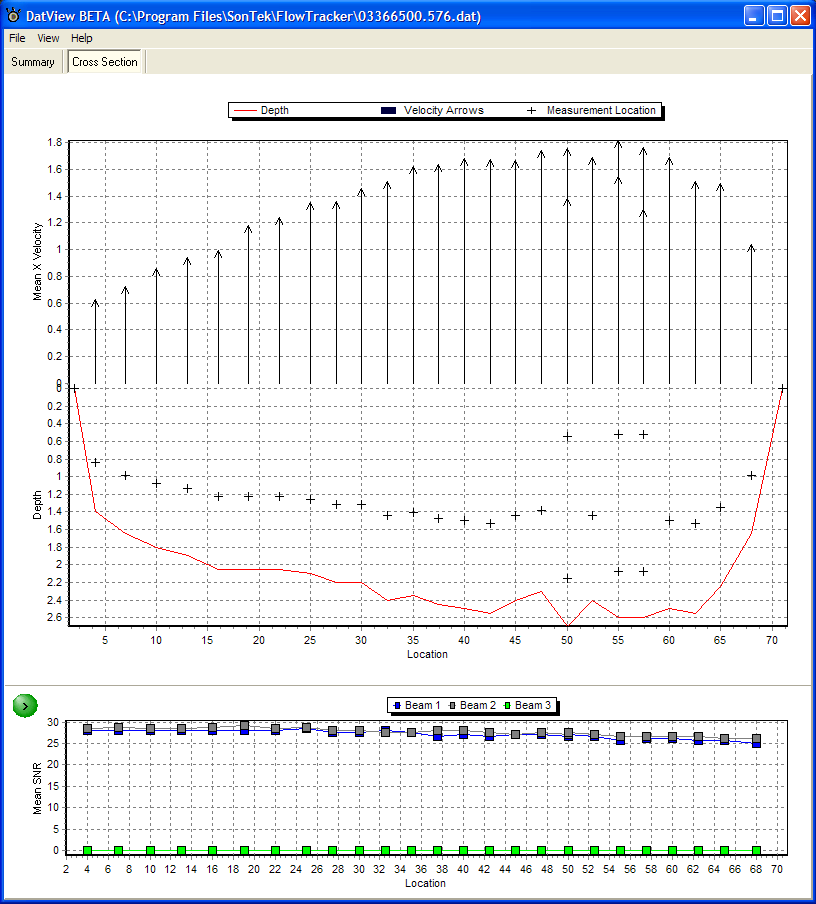 DatView BETA (C:\Program Files\SonTek\FlowTracker\03366500.576.dat)
File View Help
Summary Cross Section
Depth Velocity Arrows Measurement Location
Mean X Velocity
1.8
1.6
1.4
1.2
1
0.8
0.6
0.4
0.2
0
Depth
0
0.2
0.4
0.6
0.8
1
1.2
1.4
1.6
1.8
2
2.2
2.4
2.6
5 10 15 20 25 30 35 40 45 50 55 60 65 70
Location
Beam 1 Beam 2 Beam 3
Mean SNR
30
25
20
15
10
5
0
2 4 6 8 10 12 14 16 18 20 22 24 26 28 30 32 34 36 38 40 42 44 46 48 50 52 54 56 58 60 62 64 66 68 70
Location